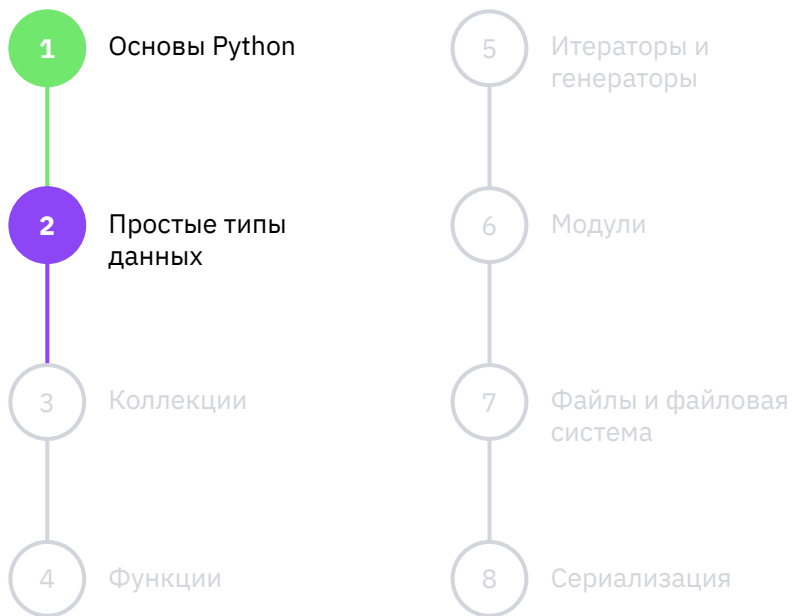 1
Основы Python
2
Простые типы
данных
3
Коллекции
4
Функции
5
Итераторы и
генераторы
6
Модули
7
Файлы и файловая
система
8
Сериализация